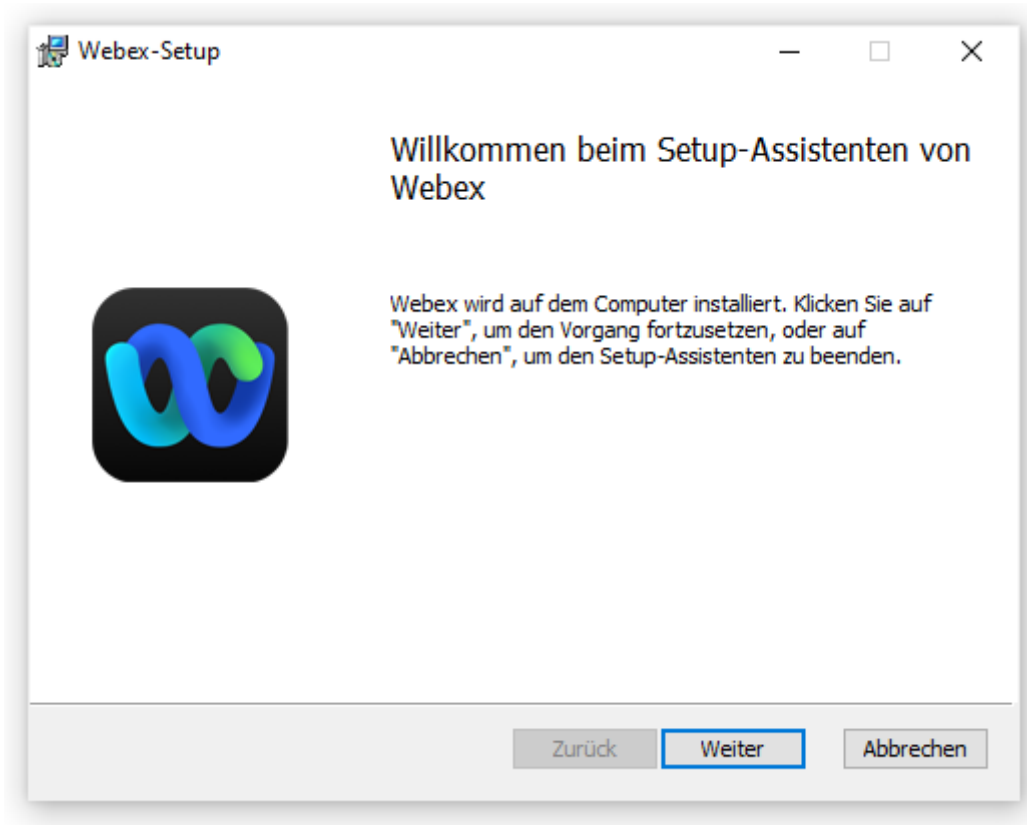 Webex-Setup
Willkommen beim Setup-Assistenten von
Webex
Webex wird auf dem Computer installiert. Klicken Sie auf
"Weiter", um den Vorgang fortzusetzen, oder auf
"Abbrechen", um den Setup-Assistenten zu beenden.
Zurück Weiter Abbrechen